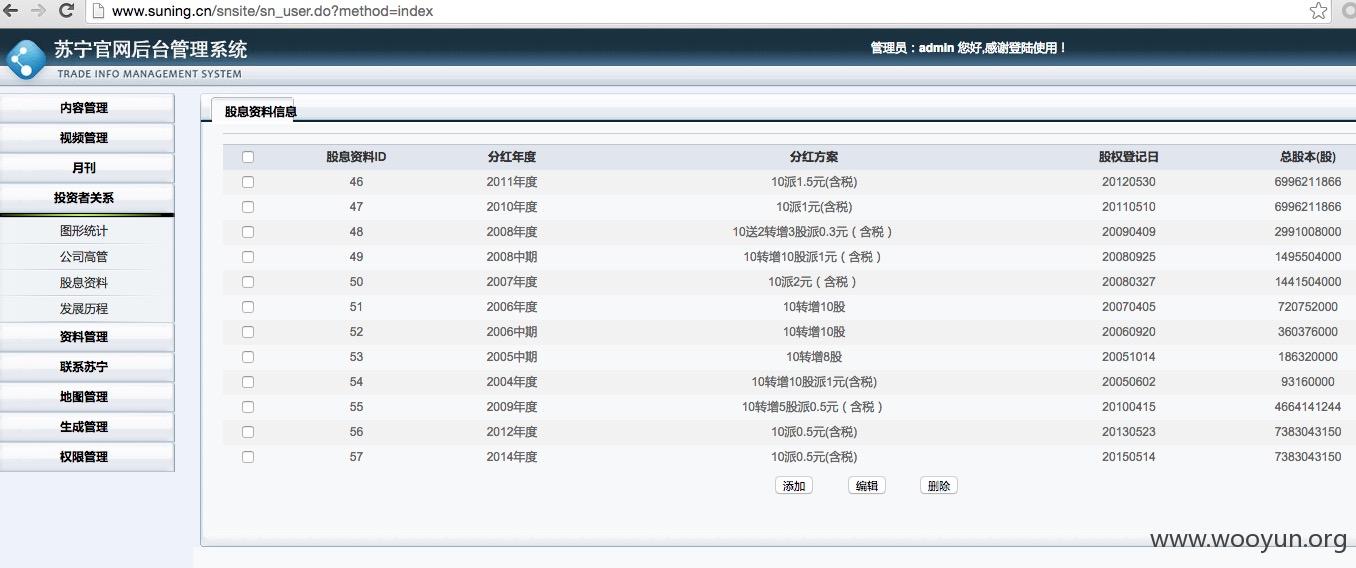 www.suning.cn/snsite/sn_user.do?method=index
苏宁官网后台管理系统
管理员：admin 您好,感谢登陆使用！
TRADE INFO MANAGEMENT SYSTEM
内容管理
视频管理
月刊
投资者关系
图形统计
公司高管
股息资料
发展历程
资料管理
联系苏宁
地图管理
生成管理
权限管理
股息资料信息
股息资料ID 分红年度 分红方案 股权登记日 总股本(股)
46 2011年度 10派1.5元(含税) 20120530 6996211866
47 2010年度 10派1元(含税) 20110510 6996211866
48 2008年度 10送2转增3股派0.3元（含税） 20090409 2991008000
49 2008中期 10转增10股派1元（含税） 20080925 1495504000
50 2007年度 10派2元（含税） 20080327 1441504000
51 2006年度 10转增10股 20070405 720752000
52 2006中期 10转增10股 20060920 360376000
53 2005中期 10转增8股 20051014 186320000
54 2004年度 10转增10股派1元(含税) 20050602 93160000
55 2009年度 10转增5股派0.5元（含税） 20100415 4664141244
56 2012年度 10派0.5元(含税) 20130523 7383043150
57 2014年度 10派0.5元(含税) 20150514 7383043150
添加 编辑 删除
www.wooyun.org